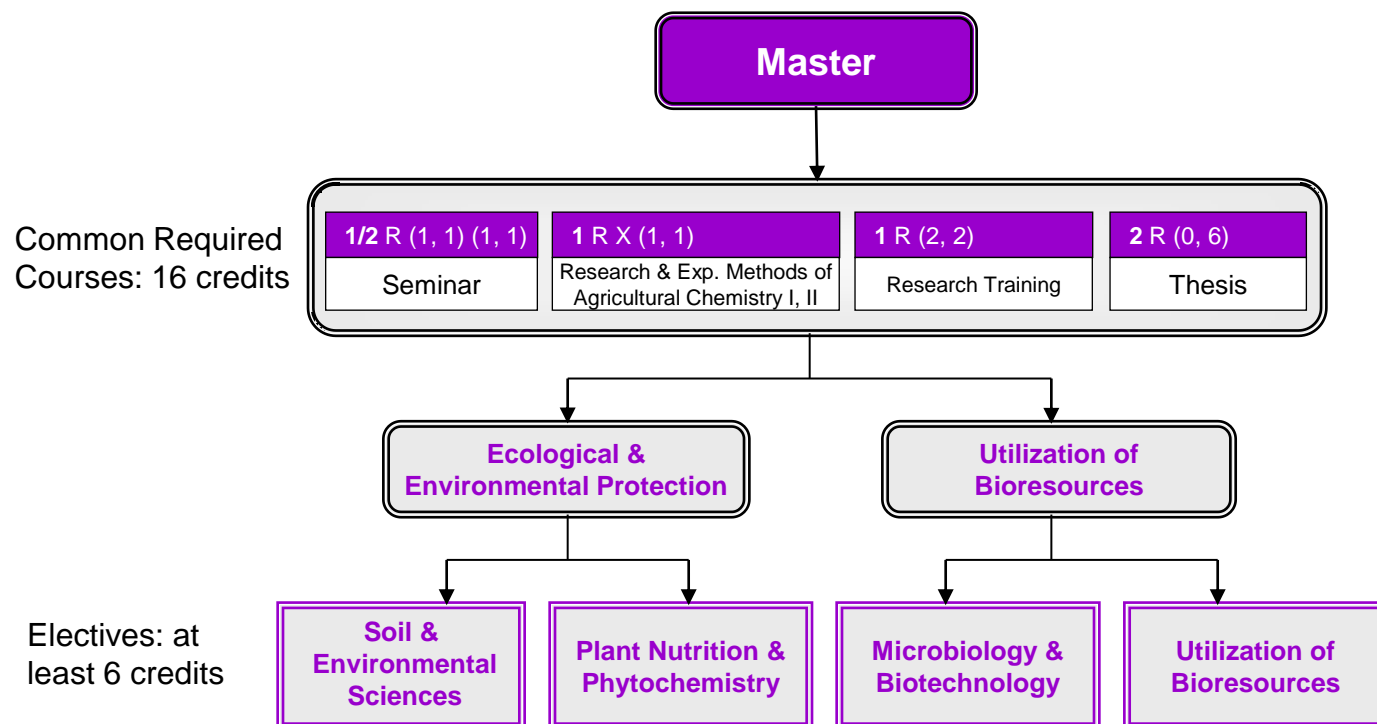 Master
Common Required
Courses: 16 credits
1/2 R (1, 1) (1, 1)
Seminar
1 R X (1, 1)
Research & Exp. Methods of
Agricultural Chemistry I, II
1 R (2, 2)
Research Training
2 R (0, 6)
Thesis
Ecological &
Environmental Protection
Utilization of
Bioresources
Electives: at
least 6 credits
Soil &
Environmental
Sciences
Plant Nutrition &
Phytochemistry
Microbiology &
Biotechnology
Utilization of
Bioresources